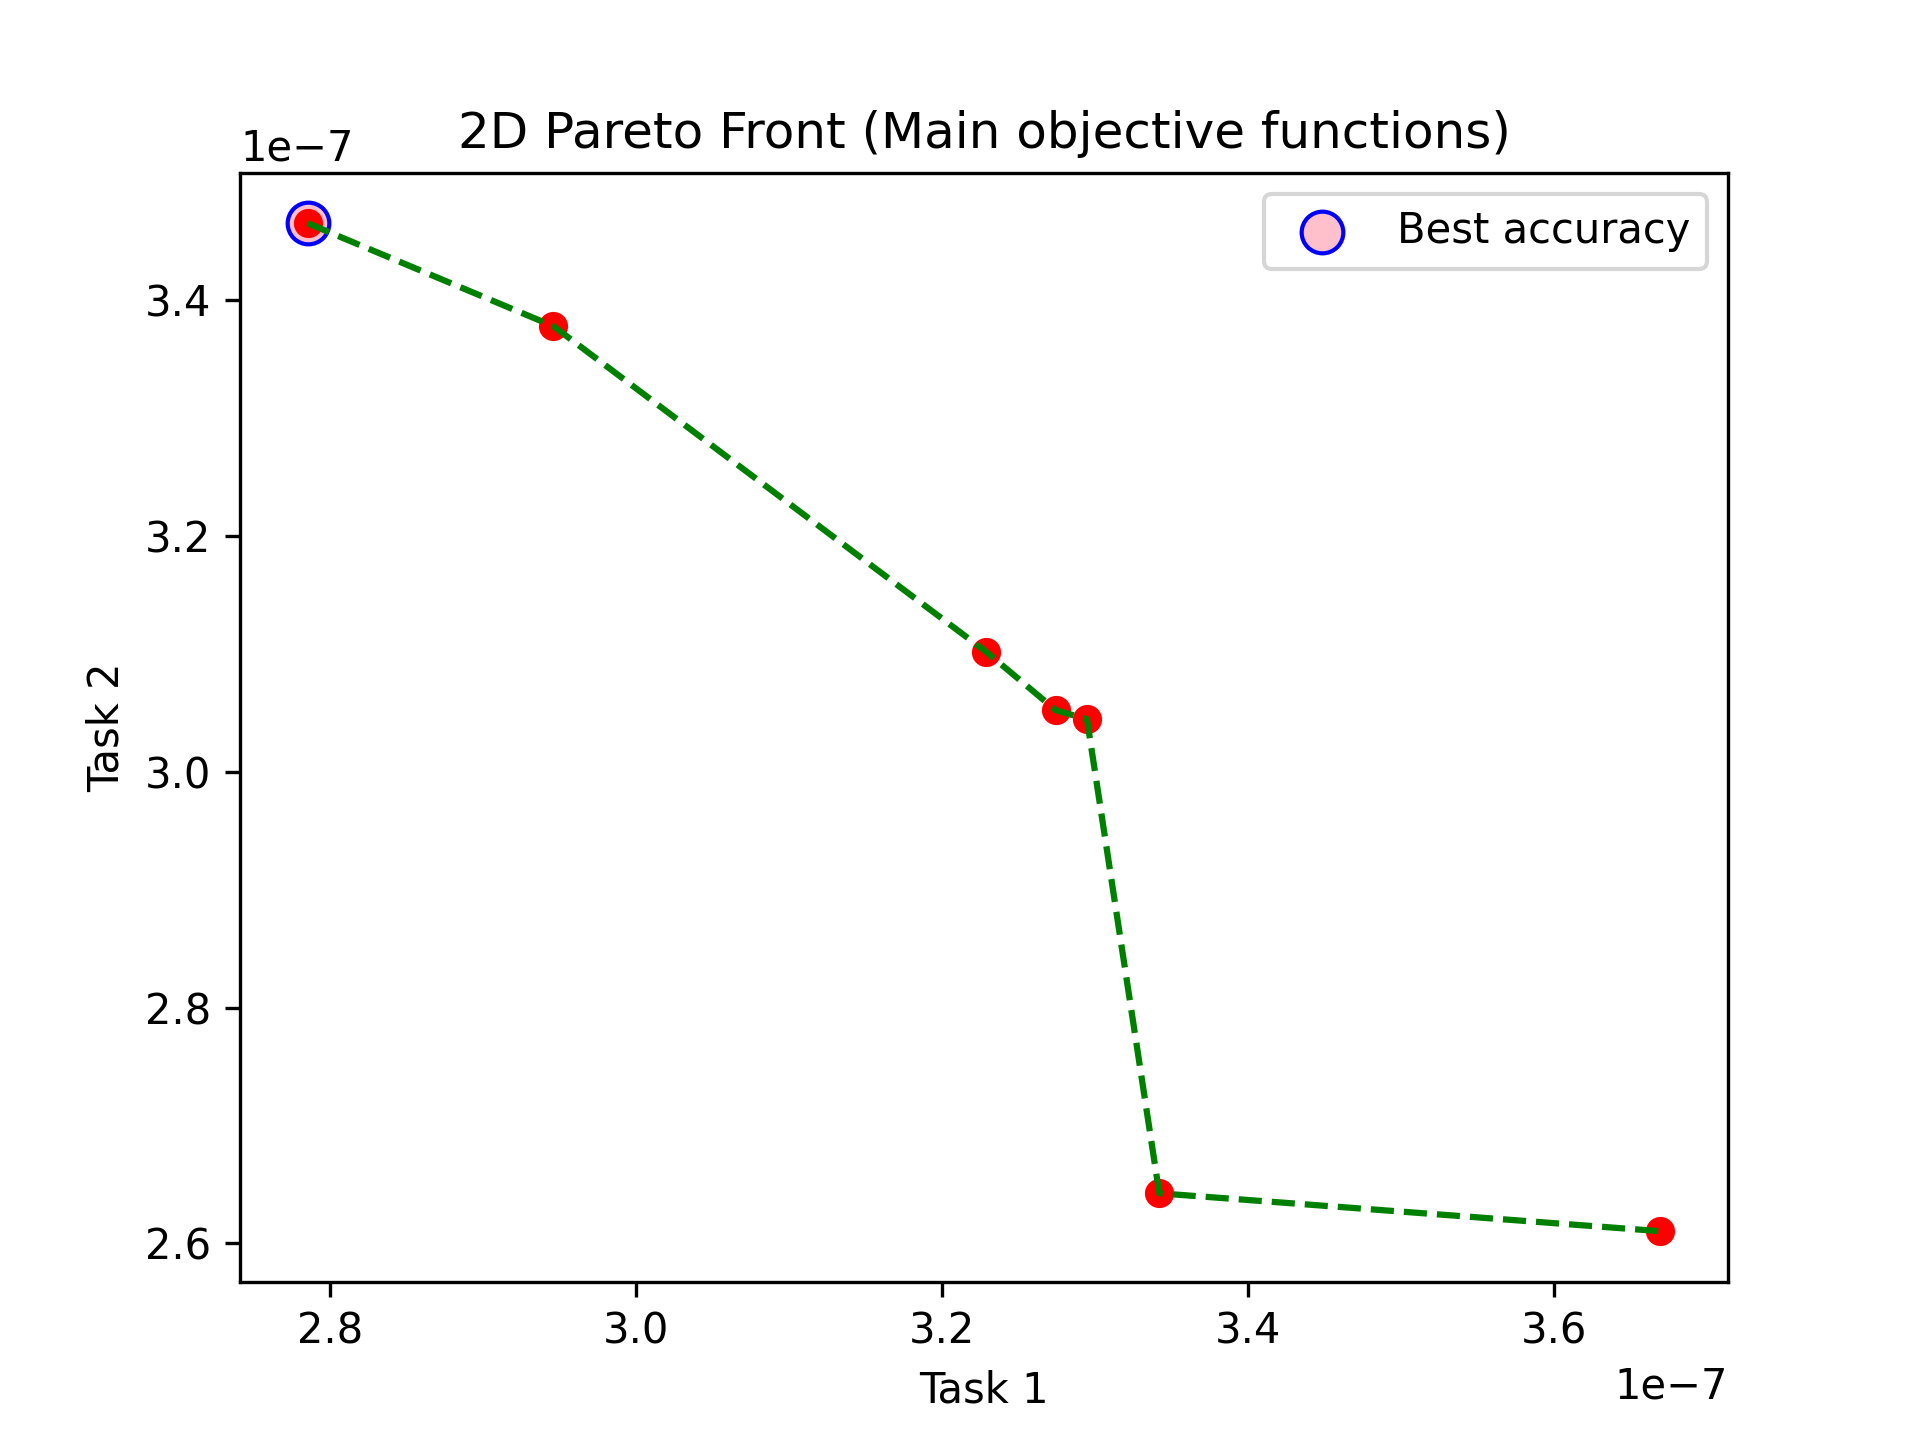 2D Pareto Front (Main objective functions)
1e−7
Best accuracy
3.4
3.2
3.0
2.8
2.6
Task 2
2.8 3.0 3.2 3.4 3.6
1e−7
Task 1